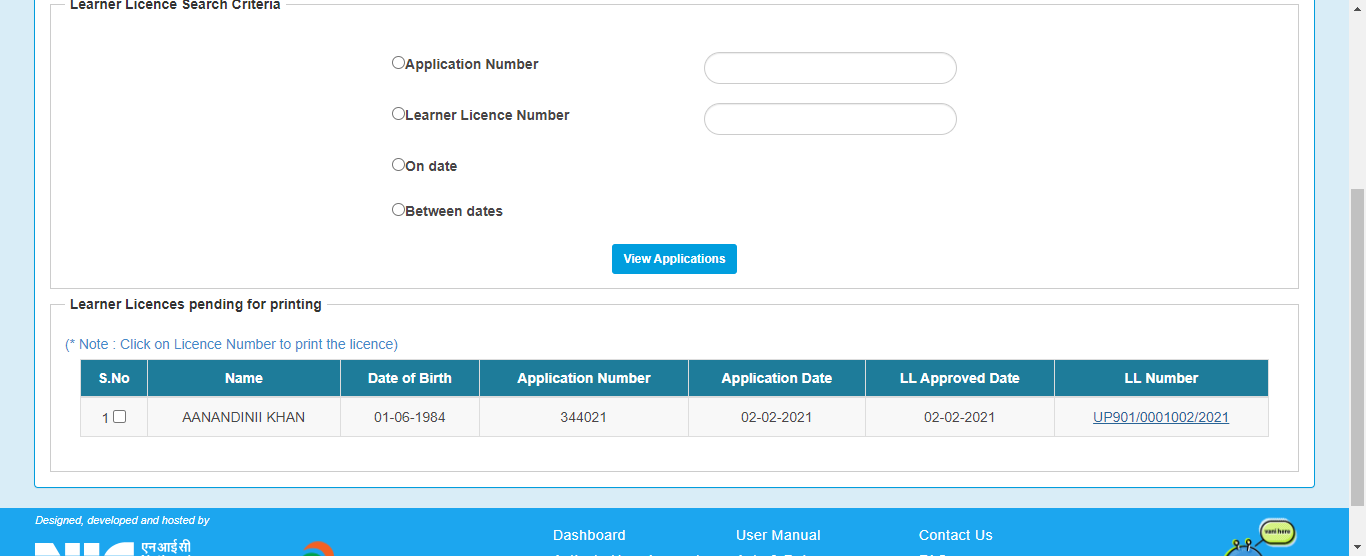 Learner Licence Search Criteria
Application Number
Learner Licence Number
On date
Between dates
View Applications
Learner Licences pending for printing
(* Note : Click on Licence Number to print the licence)
S.No Name Date of Birth Application Number Application Date LL Approved Date LL Number
1 AANANDINII KHAN 01-06-1984 344021 02-02-2021 02-02-2021 UP901/0001002/2021
Designed, developed and hosted by
Dashboard User Manual Contact Us
एनआईसी
vani here